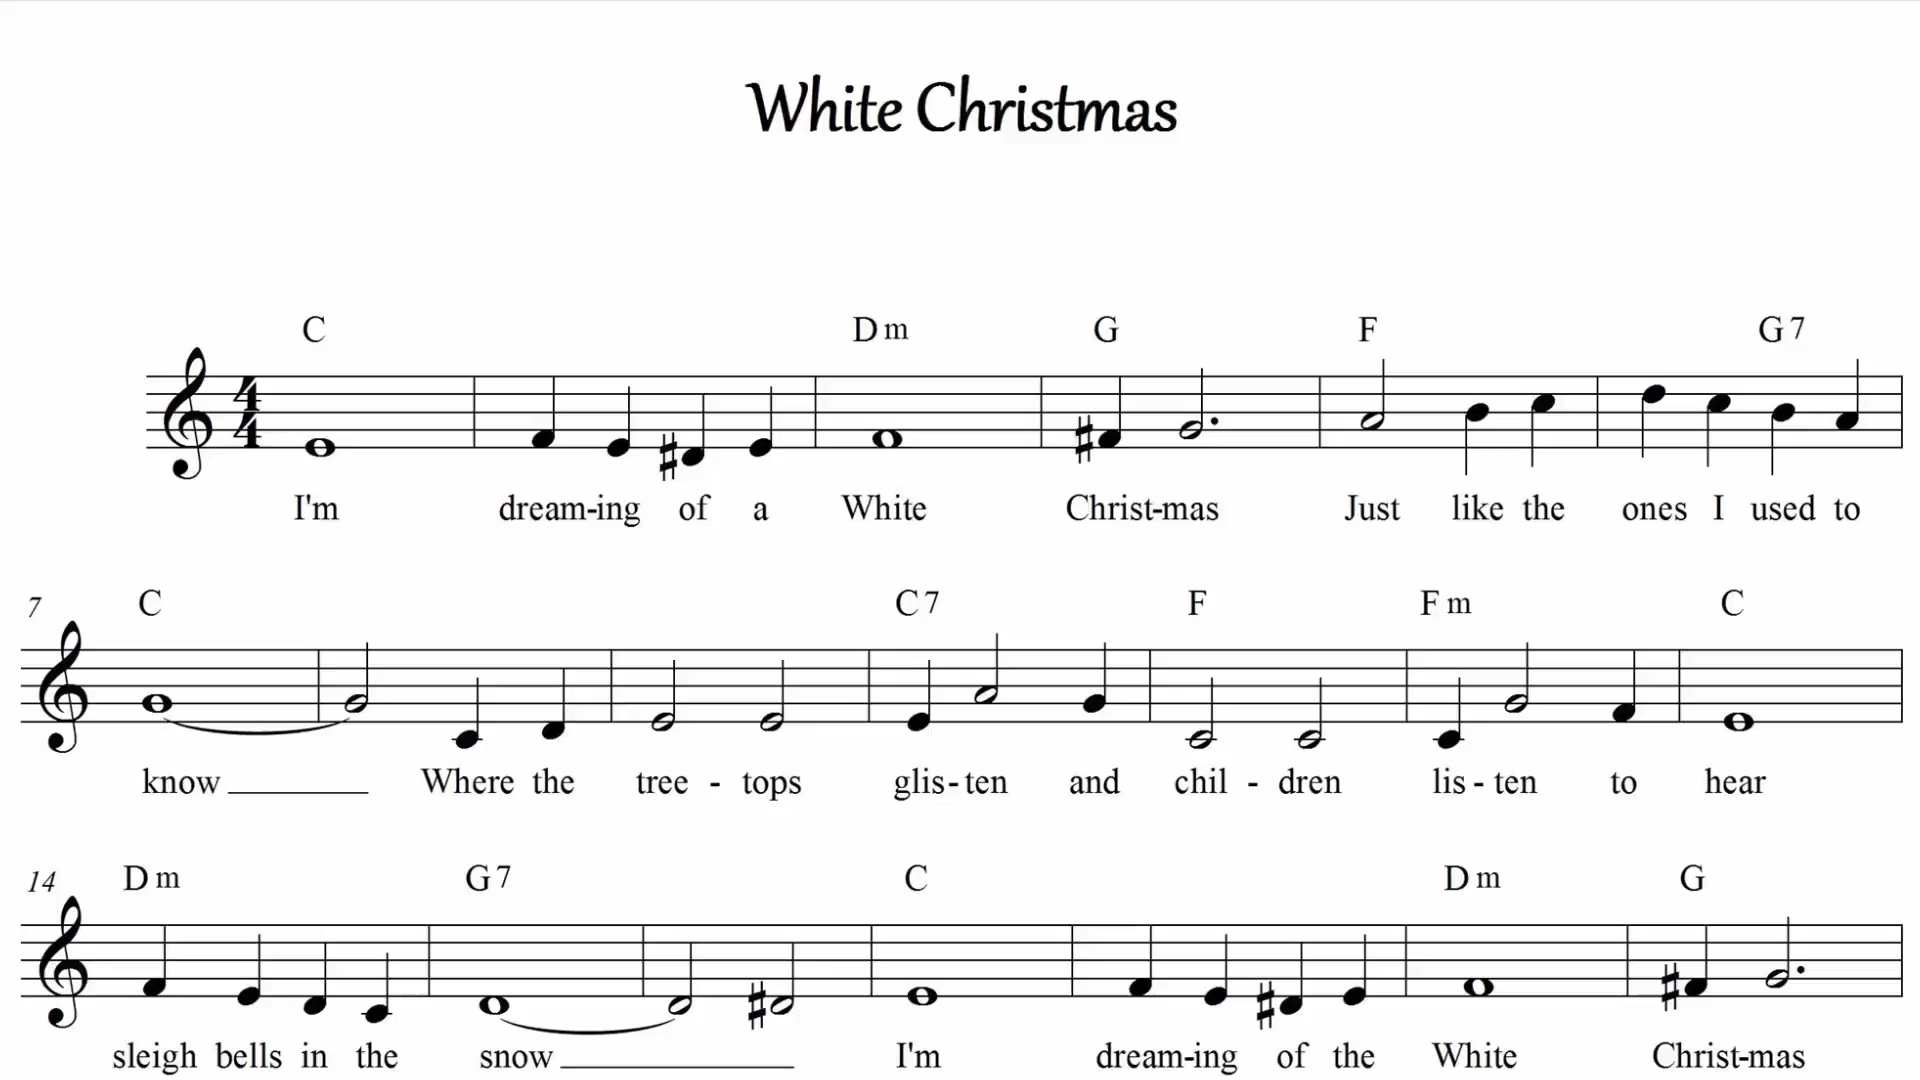 White Christmas
C Dm G F G7
4/4
I'm dream-ing of a White Christ-mas Just like the ones I used to
7 C C7 F Fm C
know Where the tree - tops glis-ten and chil - dren lis - ten to hear
14 Dm G7 C Dm G
sleigh bells in the snow I'm dream-ing of the White Christ-mas